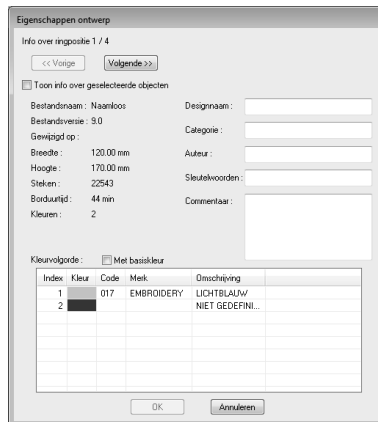 Eigenschappen ontwerp
Info over ringpositie 1 / 4
<< Vorige Volgende >>
Toon info over geselecteerde objecten
Bestandsnaam : Naamloos Designnaam :
Bestandsversie : 9.0
Categorie :
Gewijzigd op :
Breedte : 120.00 mm Auteur :
Hoogte : 170.00 mm
Sleutelwoorden :
Steken : 22543
Borduurtijd : 44 min Commentaar :
Kleuren : 2
Kleurvolgorde : Met basiskleur
Index Kleur Code Merk Omschrijving
1 017 EMBROIDERY LICHTBLAUW
2 NIET GEDEFINI...
OK Annuleren